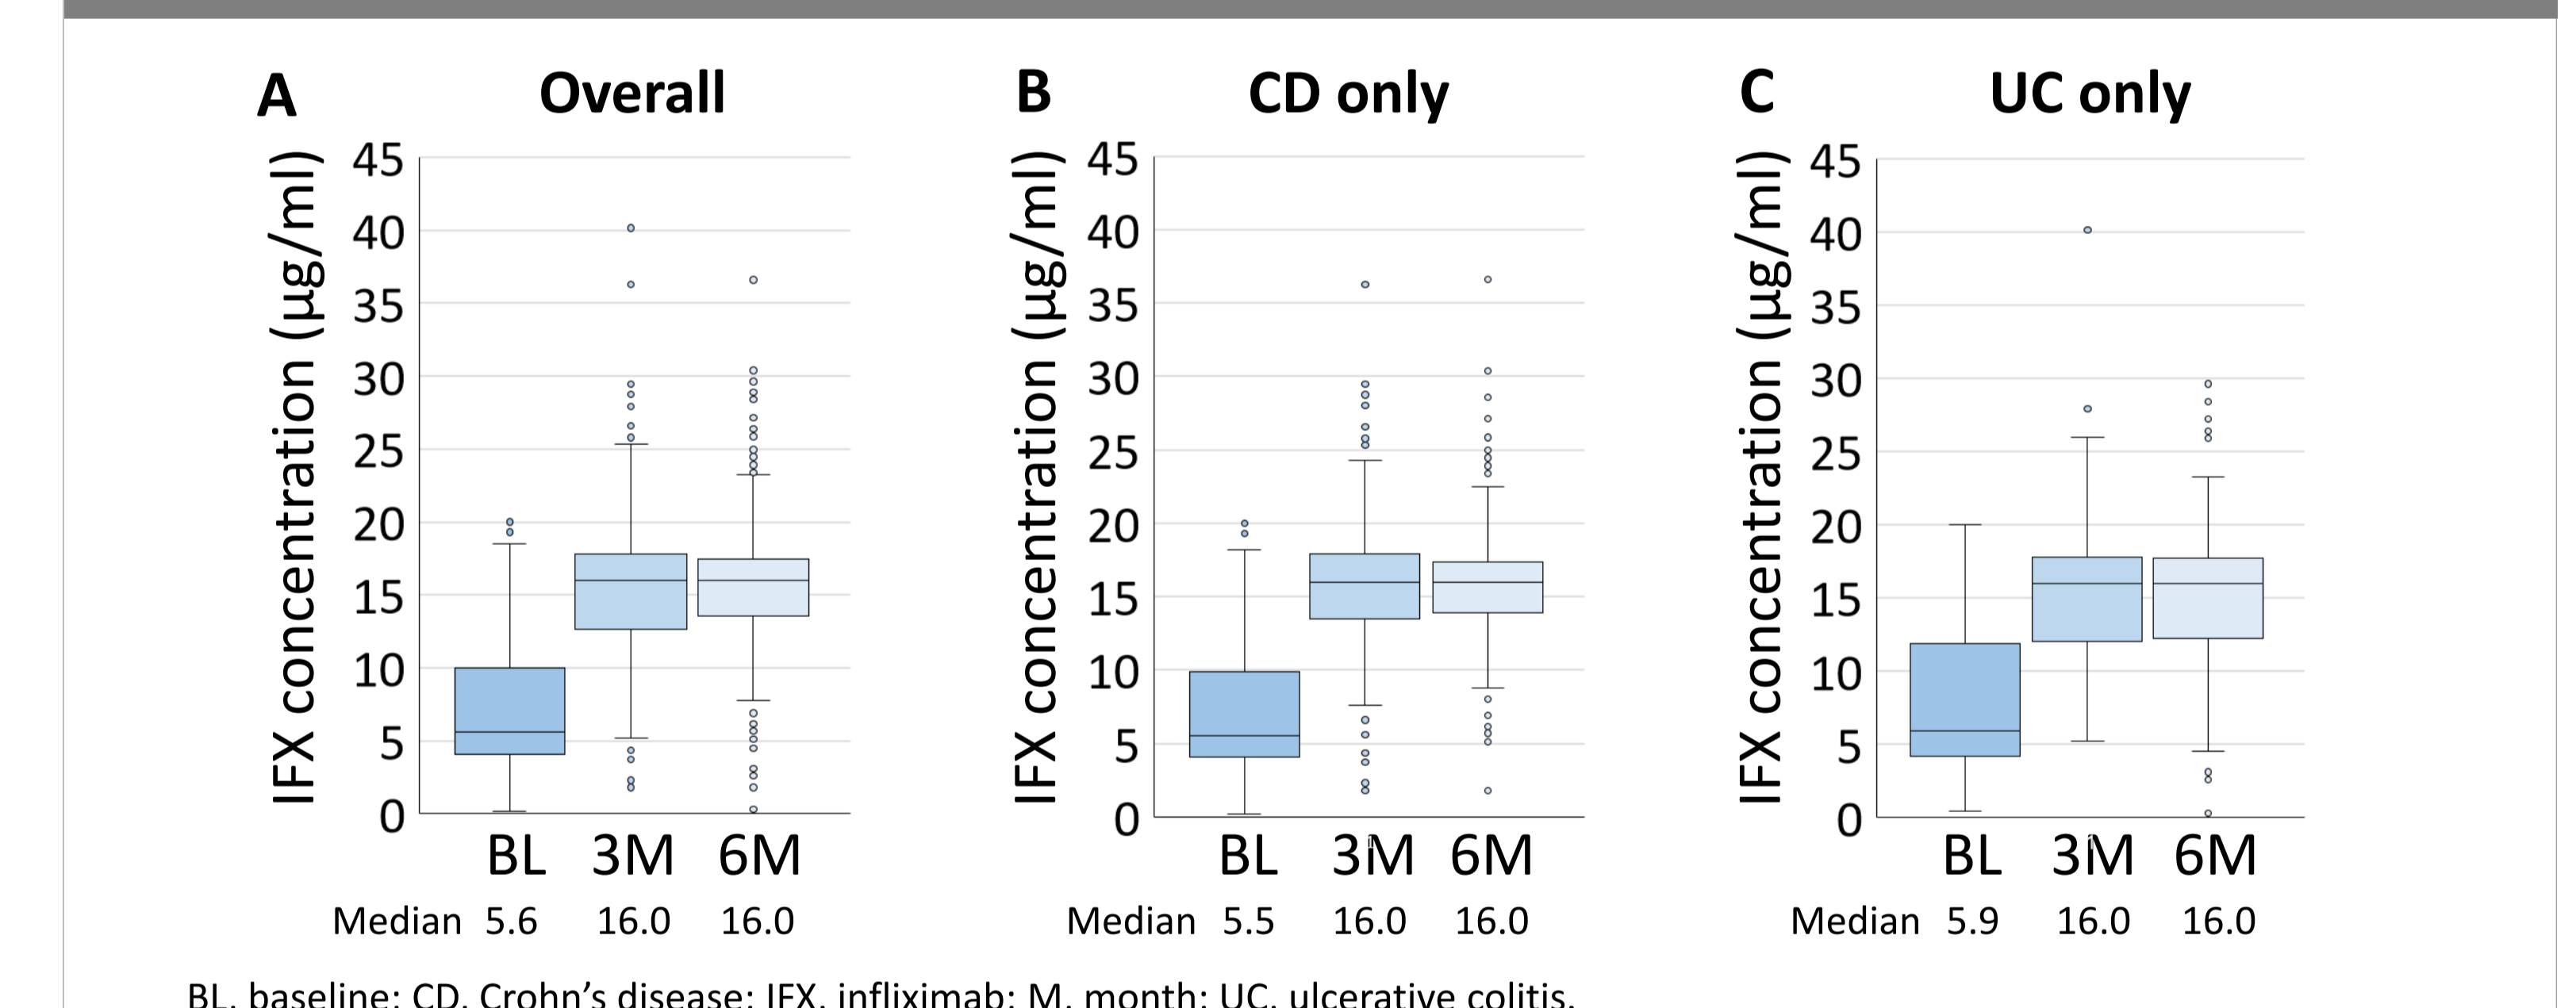 A Overall
IFX concentration (µg/ml)
45
40
35
30
25
20
15
10
5
0
BL 3M 6M
Median 5.6 16.0 16.0
B CD only
IFX concentration (µg/ml)
45
40
35
30
25
20
15
10
5
0
BL 3M 6M
Median 5.5 16.0 16.0
C UC only
IFX concentration (µg/ml)
45
40
35
30
25
20
15
10
5
0
BL 3M 6M
Median 5.9 16.0 16.0
BL, baseline; CD, Crohn’s disease; IFX, infliximab; M, month; UC, ulcerative colitis.